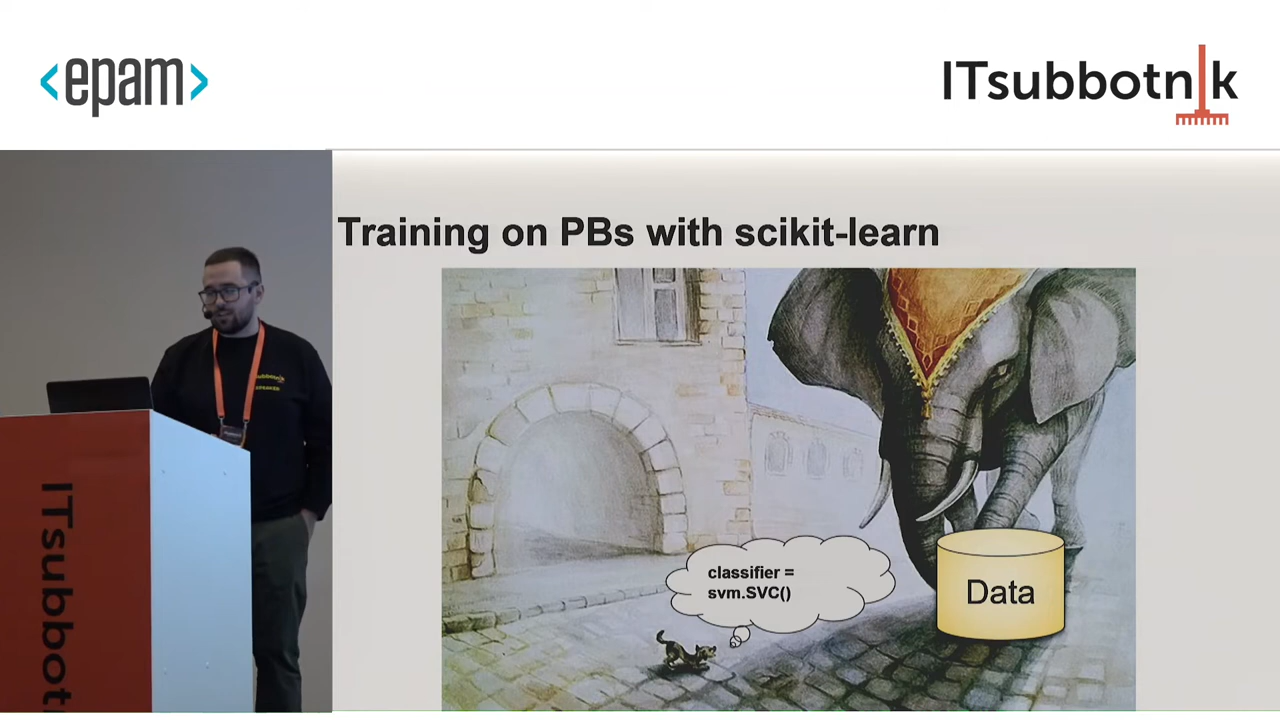 <epam>
ITsubbotnik
Training on PBs with scikit-learn
classifier =
svm.SVC()
Data
ITsubbot